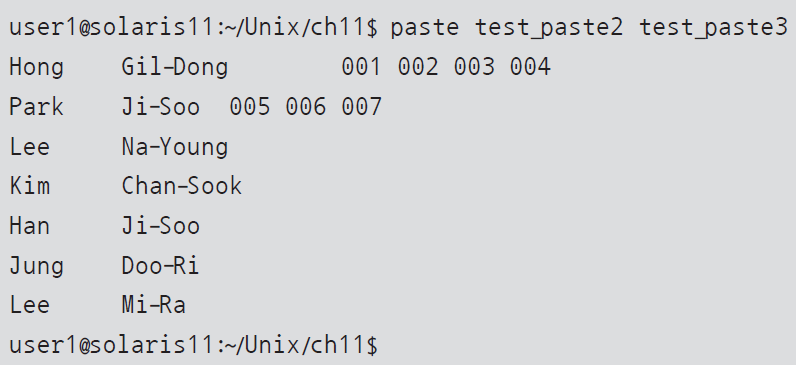 user1@solaris11:~/Unix/ch11$ paste test_paste2 test_paste3
Hong    Gil-Dong        001 002 003 004
Park    Ji-Soo  005 006 007
Lee     Na-Young
Kim     Chan-Sook
Han     Ji-Soo
Jung    Doo-Ri
Lee     Mi-Ra
user1@solaris11:~/Unix/ch11$